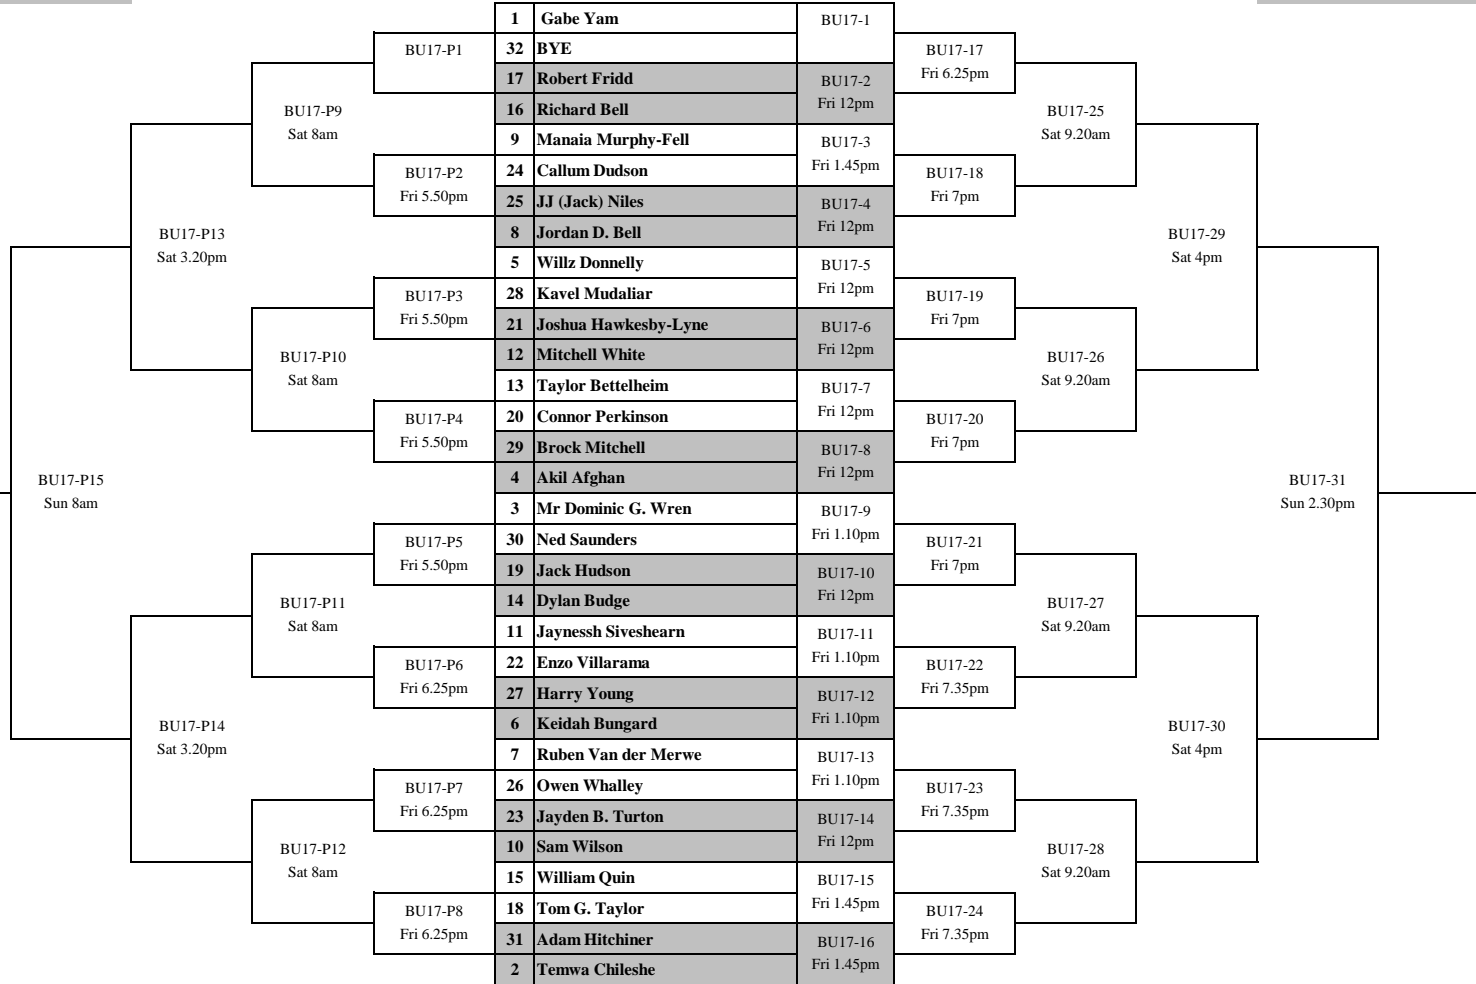 1 Gabe Yam BU17-1
BU17-P1 32 BYE BU17-17
17 Robert Fridd BU17-2 Fri 6.25pm
BU17-P9 16 Richard Bell Fri 12pm BU17-25
Sat 8am 9 Manaia Murphy-Fell BU17-3 Sat 9.20am
BU17-P2 24 Callum Dudson Fri 1.45pm BU17-18
Fri 5.50pm 25 JJ (Jack) Niles BU17-4 Fri 7pm
BU17-P13 8 Jordan D. Bell Fri 12pm BU17-29
Sat 3.20pm 5 Willz Donnelly BU17-5 Sat 4pm
BU17-P3 28 Kavel Mudaliar Fri 12pm BU17-19
Fri 5.50pm 21 Joshua Hawkesby-Lyne BU17-6 Fri 7pm
BU17-P10 12 Mitchell White Fri 12pm BU17-26
Sat 8am 13 Taylor Bettelheim BU17-7 Sat 9.20am
BU17-P4 20 Connor Perkinson Fri 12pm BU17-20
Fri 5.50pm 29 Brock Mitchell BU17-8 Fri 7pm
BU17-P15 4 Akil Afghan Fri 12pm BU17-31
Sun 8am 3 Mr Dominic G. Wren BU17-9 Sun 2.30pm
BU17-P5 30 Ned Saunders Fri 1.10pm BU17-21
Fri 5.50pm 19 Jack Hudson BU17-10 Fri 7pm
BU17-P11 14 Dylan Budge Fri 12pm BU17-27
Sat 8am 11 Jaynessh Siveshearn BU17-11 Sat 9.20am
BU17-P6 22 Enzo Villarama Fri 1.10pm BU17-22
Fri 6.25pm 27 Harry Young BU17-12 Fri 7.35pm
BU17-P14 6 Keidah Bungard Fri 1.10pm BU17-30
Sat 3.20pm 7 Ruben Van der Merwe BU17-13 Sat 4pm
BU17-P7 26 Owen Whalley Fri 1.10pm BU17-23
Fri 6.25pm 23 Jayden B. Turton BU17-14 Fri 7.35pm
BU17-P12 10 Sam Wilson Fri 12pm BU17-28
Sat 8am 15 William Quin BU17-15 Sat 9.20am
BU17-P8 18 Tom G. Taylor Fri 1.45pm BU17-24
Fri 6.25pm 31 Adam Hitchiner BU17-16 Fri 7.35pm
2 Temwa Chileshe Fri 1.45pm